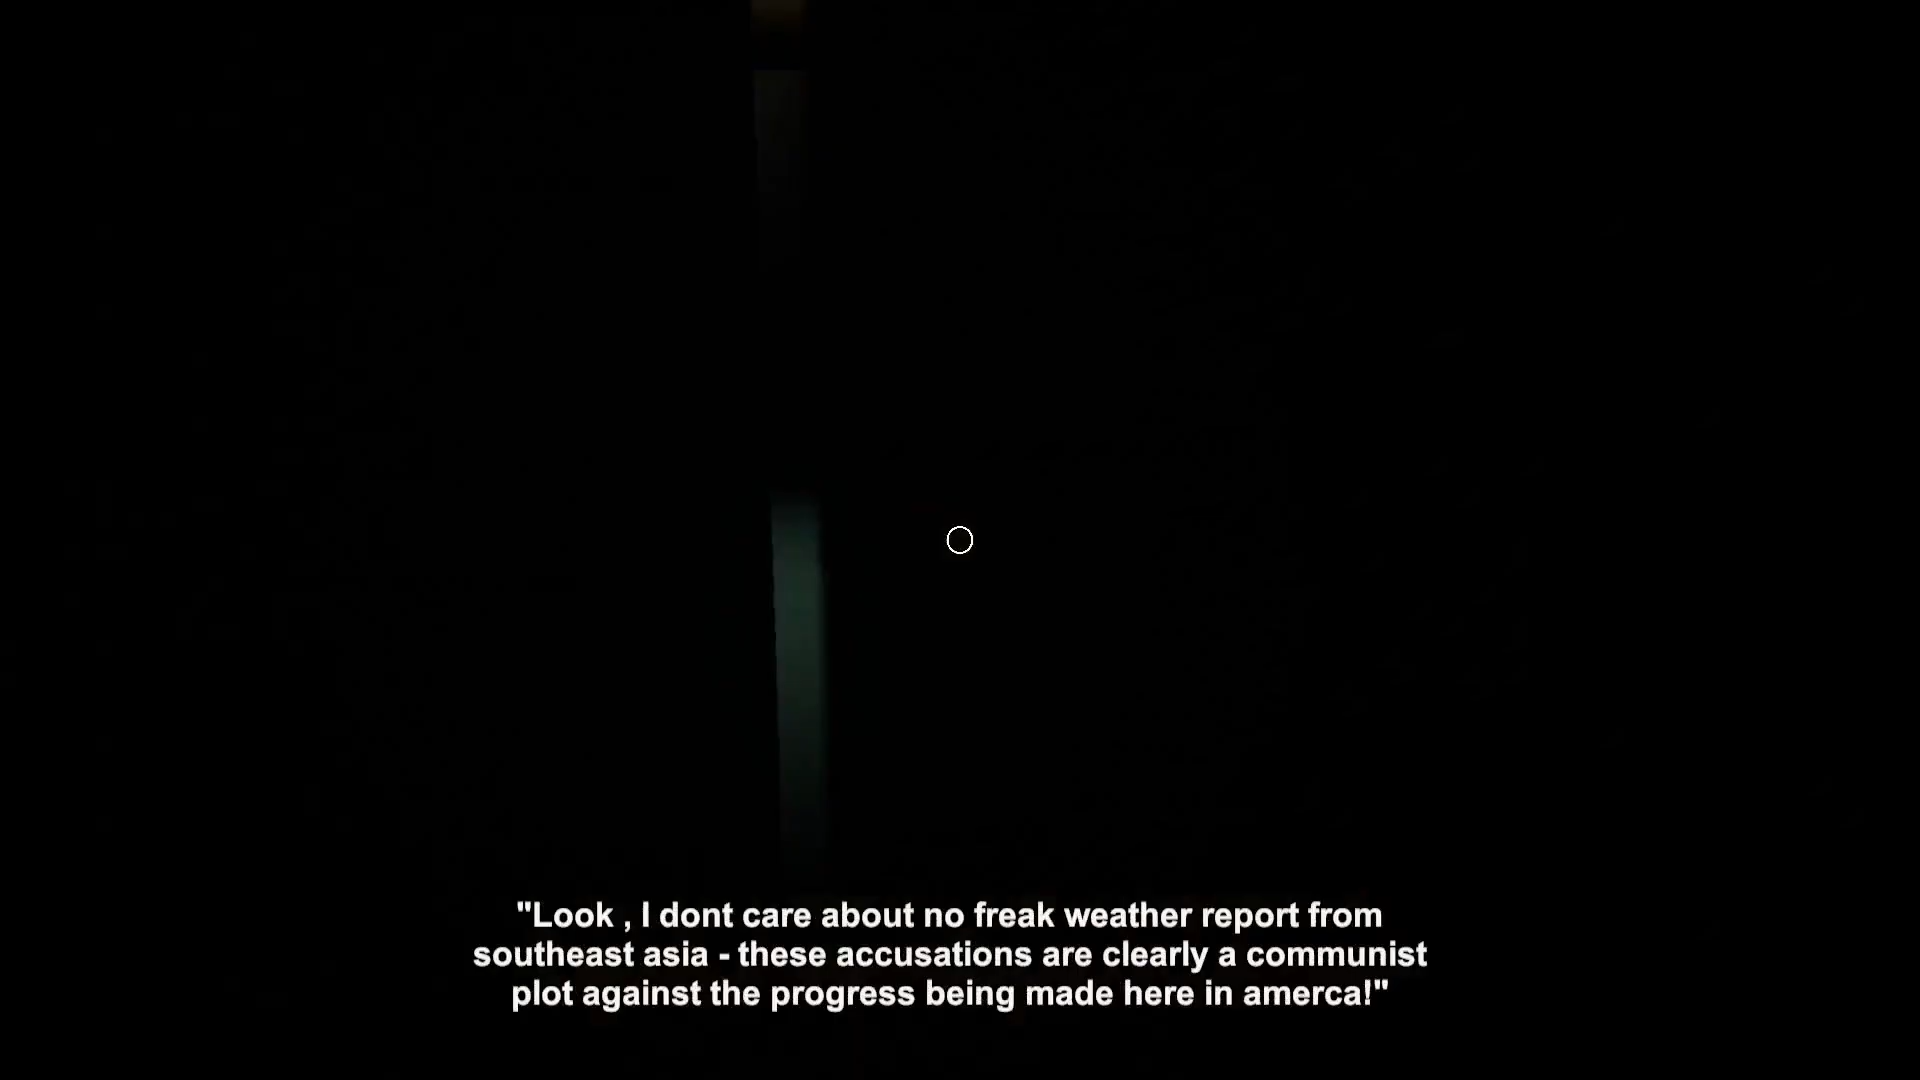 "Look , I dont care about no freak weather report from
southeast asia - these accusations are clearly a communist
plot against the progress being made here in amerca!"